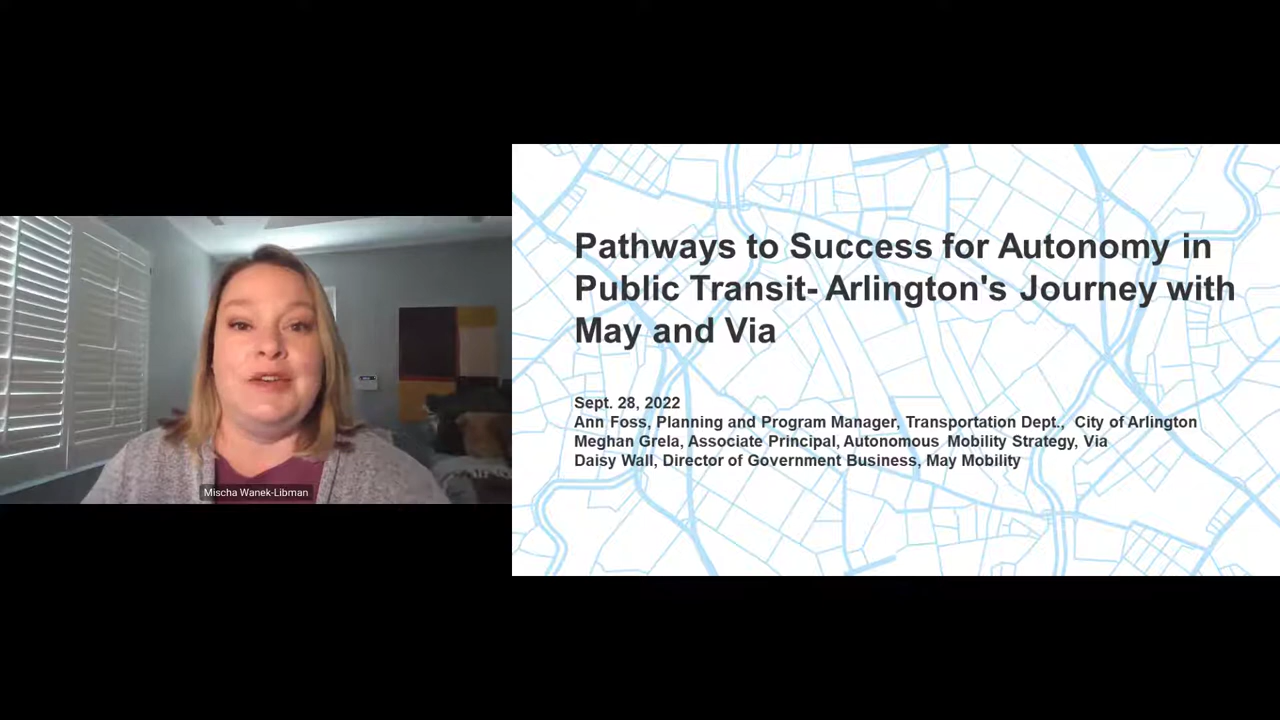 Pathways to Success for Autonomy in
Public Transit- Arlington's Journey with
May and Via
Sept. 28, 2022
Ann Foss, Planning and Program Manager, Transportation Dept., City of Arlington
Meghan Grela, Associate Principal, Autonomous Mobility Strategy, Via
Daisy Wall, Director of Government Business, May Mobility
Mischa Wanek-Libman